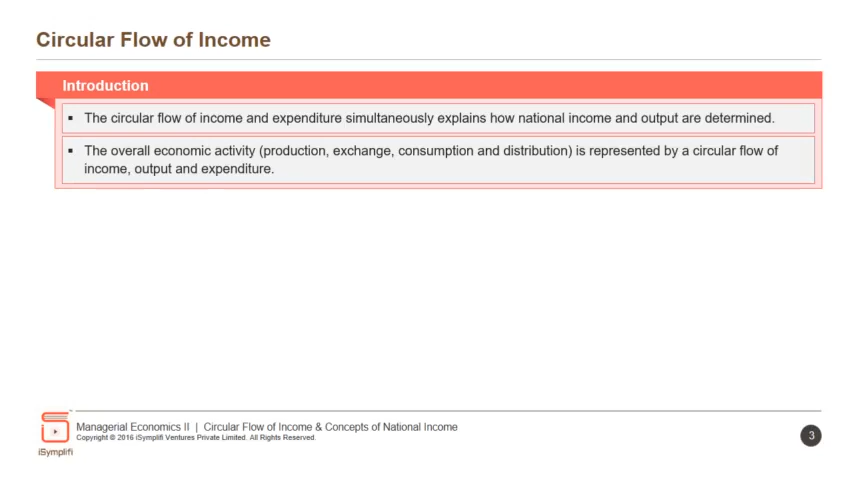 Circular Flow of Income
Introduction
▪ The circular flow of income and expenditure simultaneously explains how national income and output are determined.
▪ The overall economic activity (production, exchange, consumption and distribution) is represented by a circular flow of
income, output and expenditure.
Managerial Economics II | Circular Flow of Income & Concepts of National Income
Copyright © 2016 iSymplifi Ventures Private Limited. All Rights Reserved.
iSymplifi
3